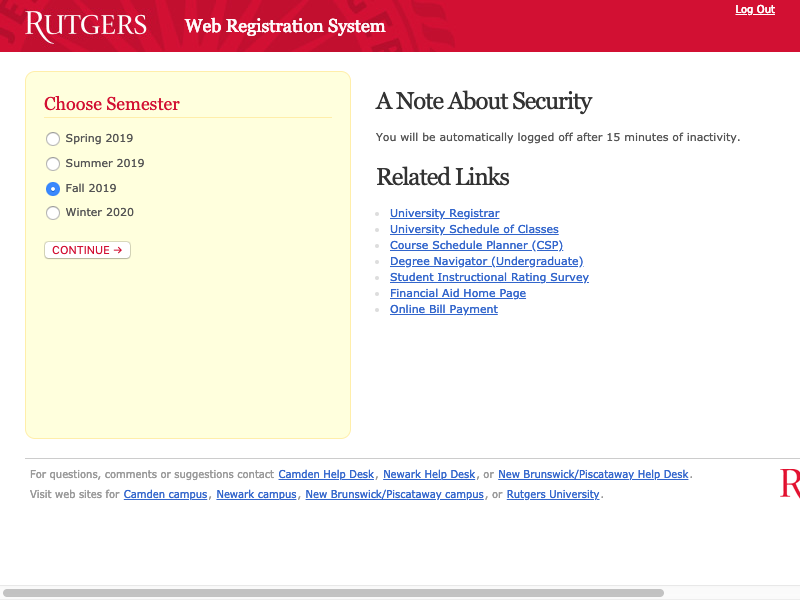 RUTGERS
Web Registration System
Log Out
Choose Semester
Spring 2019
Summer 2019
Fall 2019
Winter 2020
CONTINUE →
A Note About Security
You will be automatically logged off after 15 minutes of inactivity.
Related Links
University Registrar
University Schedule of Classes
Course Schedule Planner (CSP)
Degree Navigator (Undergraduate)
Student Instructional Rating Survey
Financial Aid Home Page
Online Bill Payment
For questions, comments or suggestions contact Camden Help Desk, Newark Help Desk, or New Brunswick/Piscataway Help Desk.
Visit web sites for Camden campus, Newark campus, New Brunswick/Piscataway campus, or Rutgers University.
R